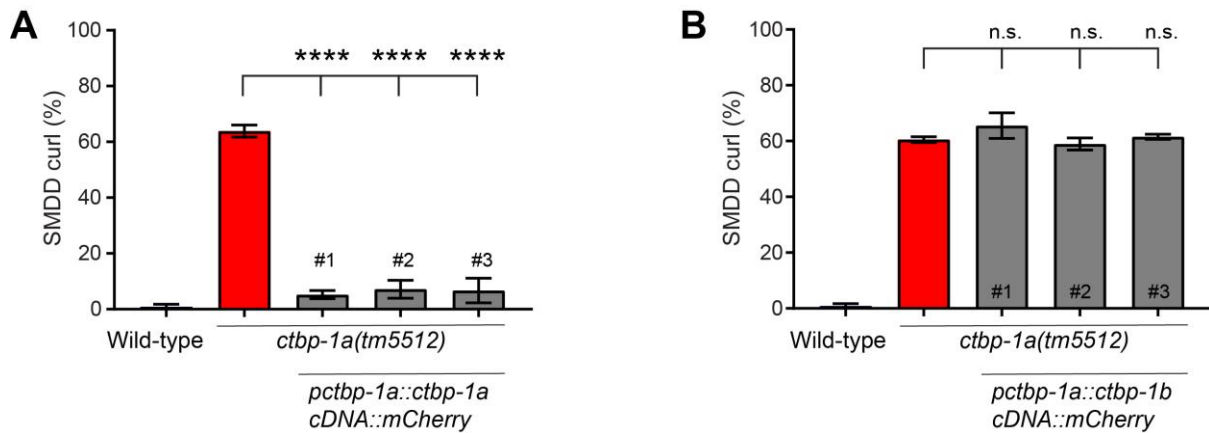 A
SMDD curl (%)
100
80
60
40
20
0
**** **** ****
#1 #2 #3
Wild-type
ctbp-1a(tm5512)
pctbp-1a::ctbp-1a
cDNA::mCherry
B
SMDD curl (%)
100
80
60
40
20
0
n.s. n.s. n.s.
#1 #2 #3
Wild-type
ctbp-1a(tm5512)
pctbp-1a::ctbp-1b
cDNA::mCherry